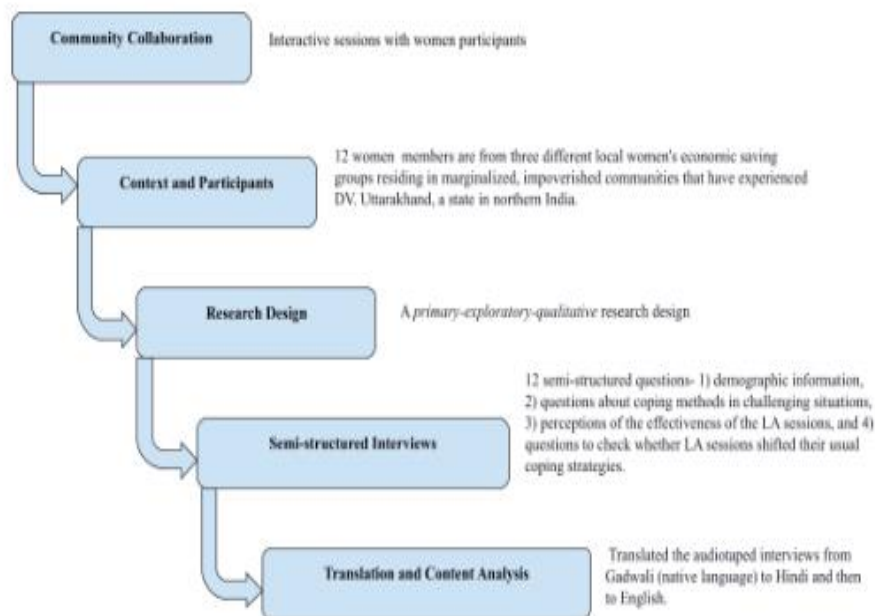 Community Collaboration
Interactive sessions with women participants
12 women members are from three different local women's economic saving
groups residing in marginalized, impoverished communities that have experienced
DV. Uttarakhand, a state in northern India.
Context and Participants
Research Design
A primary-exploratory-qualitative research design
12 semi-structured questions- 1) demographic information,
2) questions about coping methods in challenging situations,
3) perceptions of the effectiveness of the LA sessions, and 4)
questions to check whether LA sessions shifted their usual
coping strategies.
Semi-structured Interviews
Translation and Content Analysis
Translated the audiotaped interviews from
Gadwali (native language) to Hindi and then
to English.